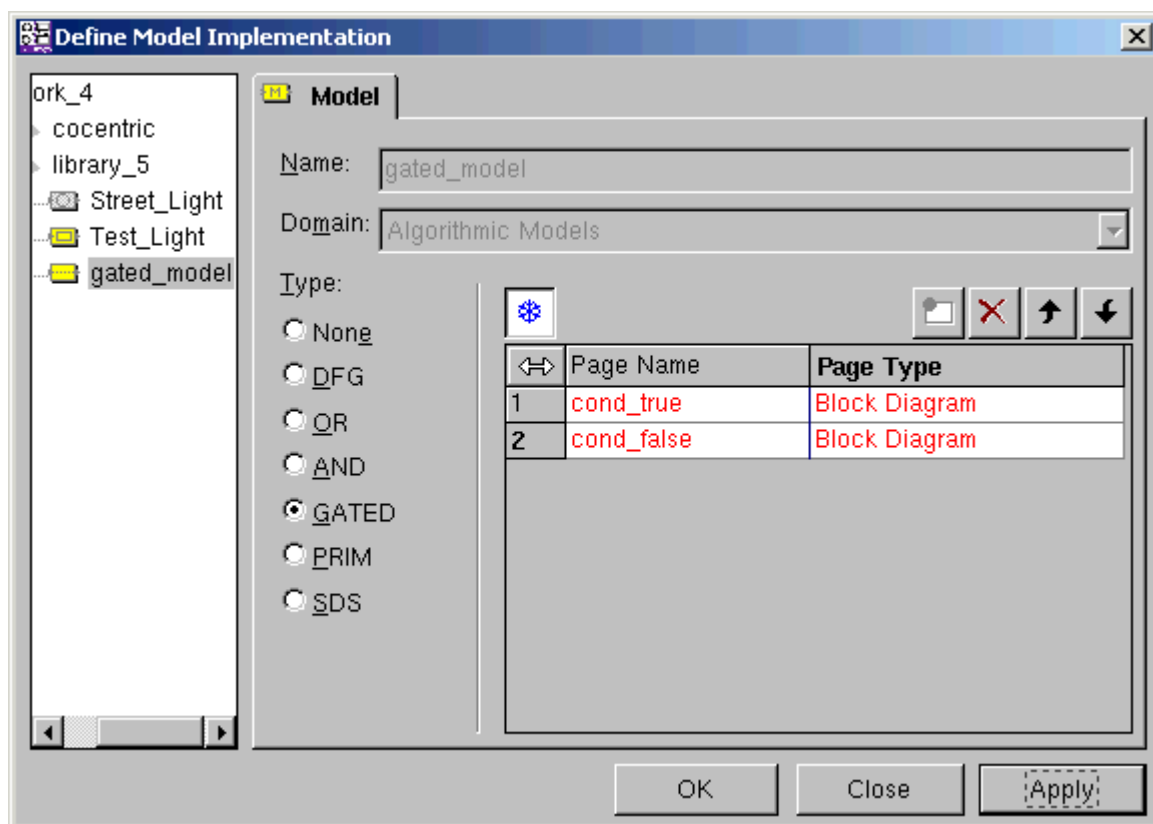 Define Model Implementation
ork_4
cocentric
library_5
Street_Light
Test_Light
gated_model
M Model
Name: gated_model
Domain: Algorithmic Models
Type:
None
DFG
OR
AND
GATED
PRIM
SDS
Page Name Page Type
1 cond_true Block Diagram
2 cond_false Block Diagram
OK Close Apply